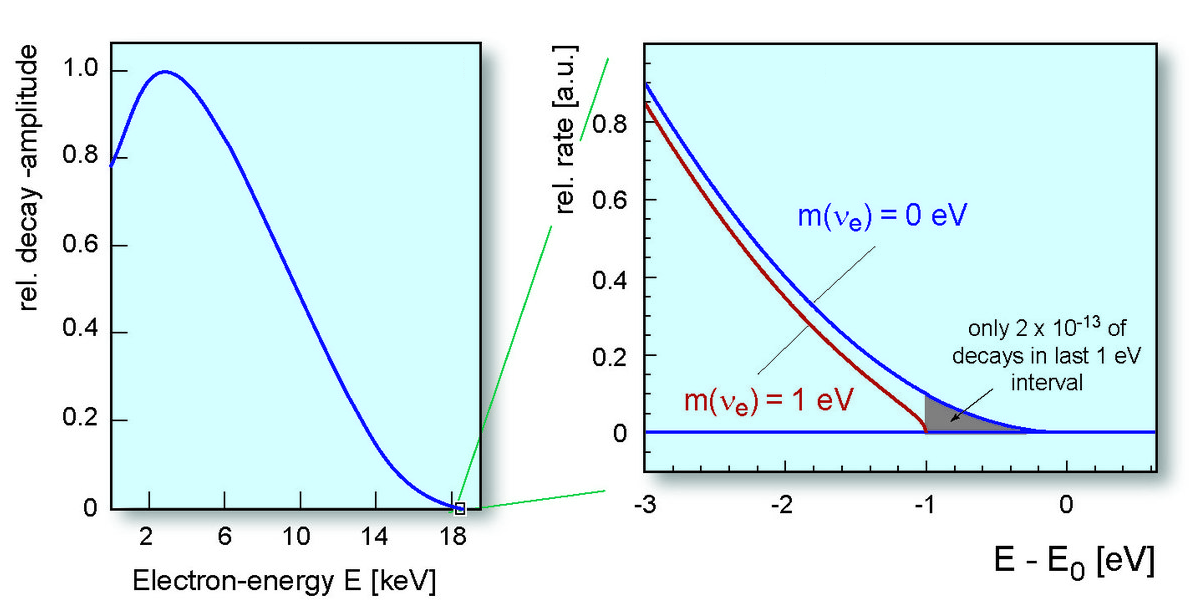 rel. decay -amplitude
1.0
0.8
0.6
0.4
0.2
0
2 6 10 14 18
Electron-energy E [keV]
rel. rate [a.u.]
0.8
0.6
0.4
0.2
0
m(νe) = 0 eV
only 2 x 10-13 of
decays in last 1 eV
interval
m(νe) = 1 eV
-3 -2 -1 0
E - E0 [eV]